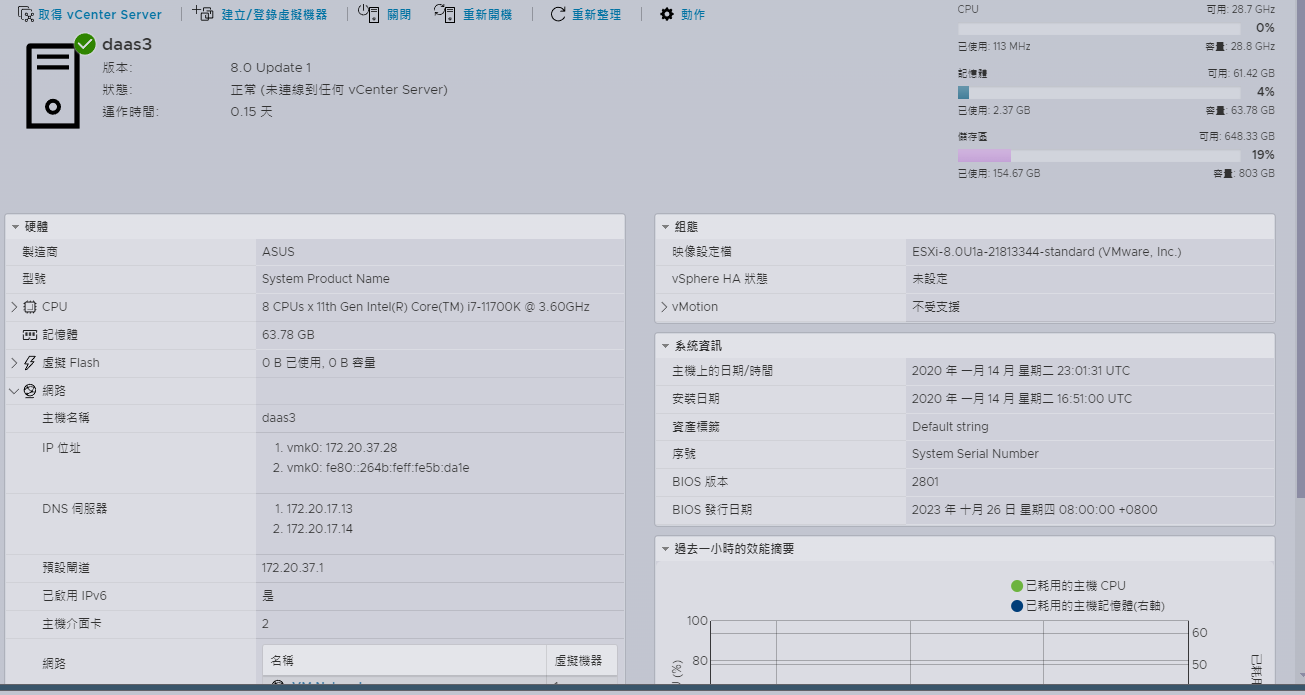 取得 vCenter Server
建立/登錄虛擬機器
關閉
重新開機
重新整理
動作
daas3
版本: 8.0 Update 1
狀態: 正常 (未連線到任何 vCenter Server)
運作時間: 0.15 天
CPU 可用: 28.7 GHz
0%
已使用: 113 MHz 容量: 28.8 GHz
記憶體 可用: 61.42 GB
4%
已使用: 2.37 GB 容量: 63.78 GB
儲存區 可用: 648.33 GB
19%
已使用: 154.67 GB 容量: 803 GB
硬體
製造商 ASUS
型號 System Product Name
CPU 8 CPUs x 11th Gen Intel(R) Core(TM) i7-11700K @ 3.60GHz
記憶體 63.78 GB
虛擬 Flash 0 B 已使用, 0 B 容量
網路
主機名稱 daas3
IP 位址 1. vmk0: 172.20.37.28
2. vmk0: fe80::264b:feff:fe5b:da1e
DNS 伺服器 1. 172.20.17.13
2. 172.20.17.14
預設閘道 172.20.37.1
已啟用 IPv6 是
主機介面卡 2
網路 名稱 虛擬機器
組態
映像設定檔 ESXi-8.0U1a-21813344-standard (VMware, Inc.)
vSphere HA 狀態 未設定
vMotion 不受支援
系統資訊
主機上的日期/時間 2020 年 一月 14 月 星期二 23:01:31 UTC
安裝日期 2020 年 一月 14 月 星期二 16:51:00 UTC
資產標籤 Default string
序號 System Serial Number
BIOS 版本 2801
BIOS 發行日期 2023 年 十月 26 日 星期四 08:00:00 +0800
過去一小時的效能摘要
已耗用的主機 CPU
已耗用的主機記憶體(右軸)
100
60
80
50
(%)